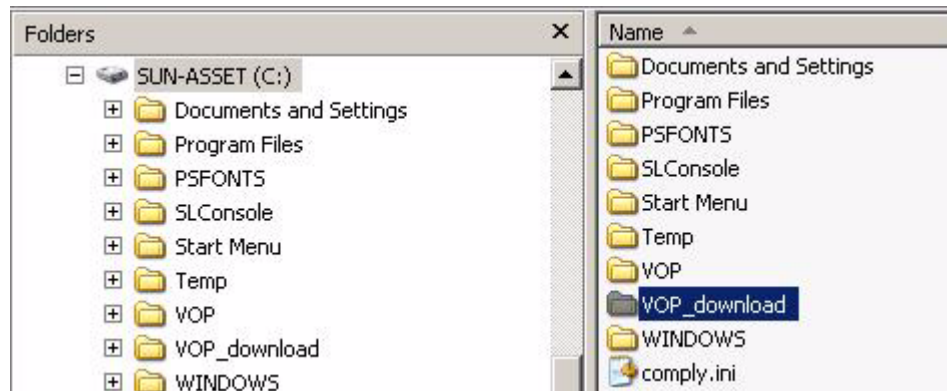 Folders
SUN-ASSET (C:)
Documents and Settings
Program Files
PSFONTS
SLConsole
Start Menu
Temp
VOP
VOP_download
WINDOWS
Name
Documents and Settings
Program Files
PSFONTS
SLConsole
Start Menu
Temp
VOP
VOP_download
WINDOWS
comply.ini